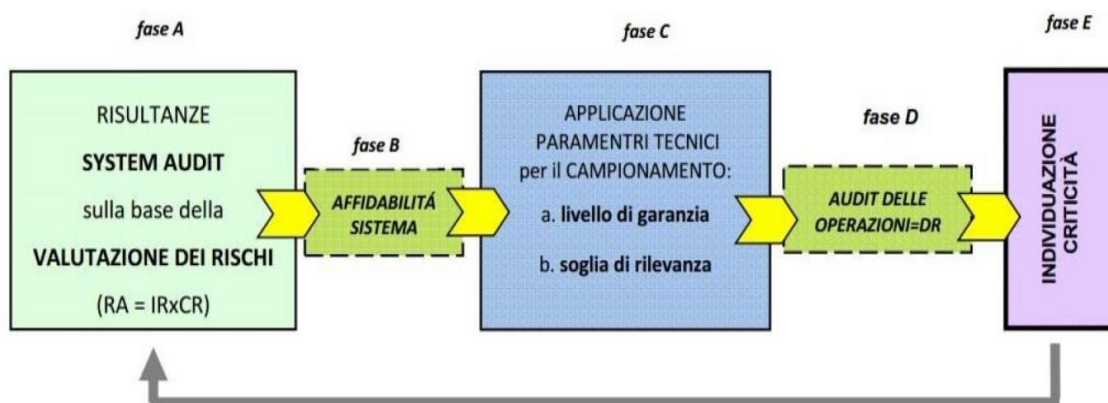 fase A
RISULTANZE
SYSTEM AUDIT
sulla base della
VALUTAZIONE DEI RISCHI
(RA = IRxCR)
fase B
AFFIDABILITÁ
SISTEMA
fase C
APPLICAZIONE
PARAMENTRI TECNICI
per il CAMPIONAMENTO:
a. livello di garanzia
b. soglia di rilevanza
fase D
AUDIT DELLE
OPERAZIONI=DR
fase E
INDIVIDUAZIONE
CRITICITÀ